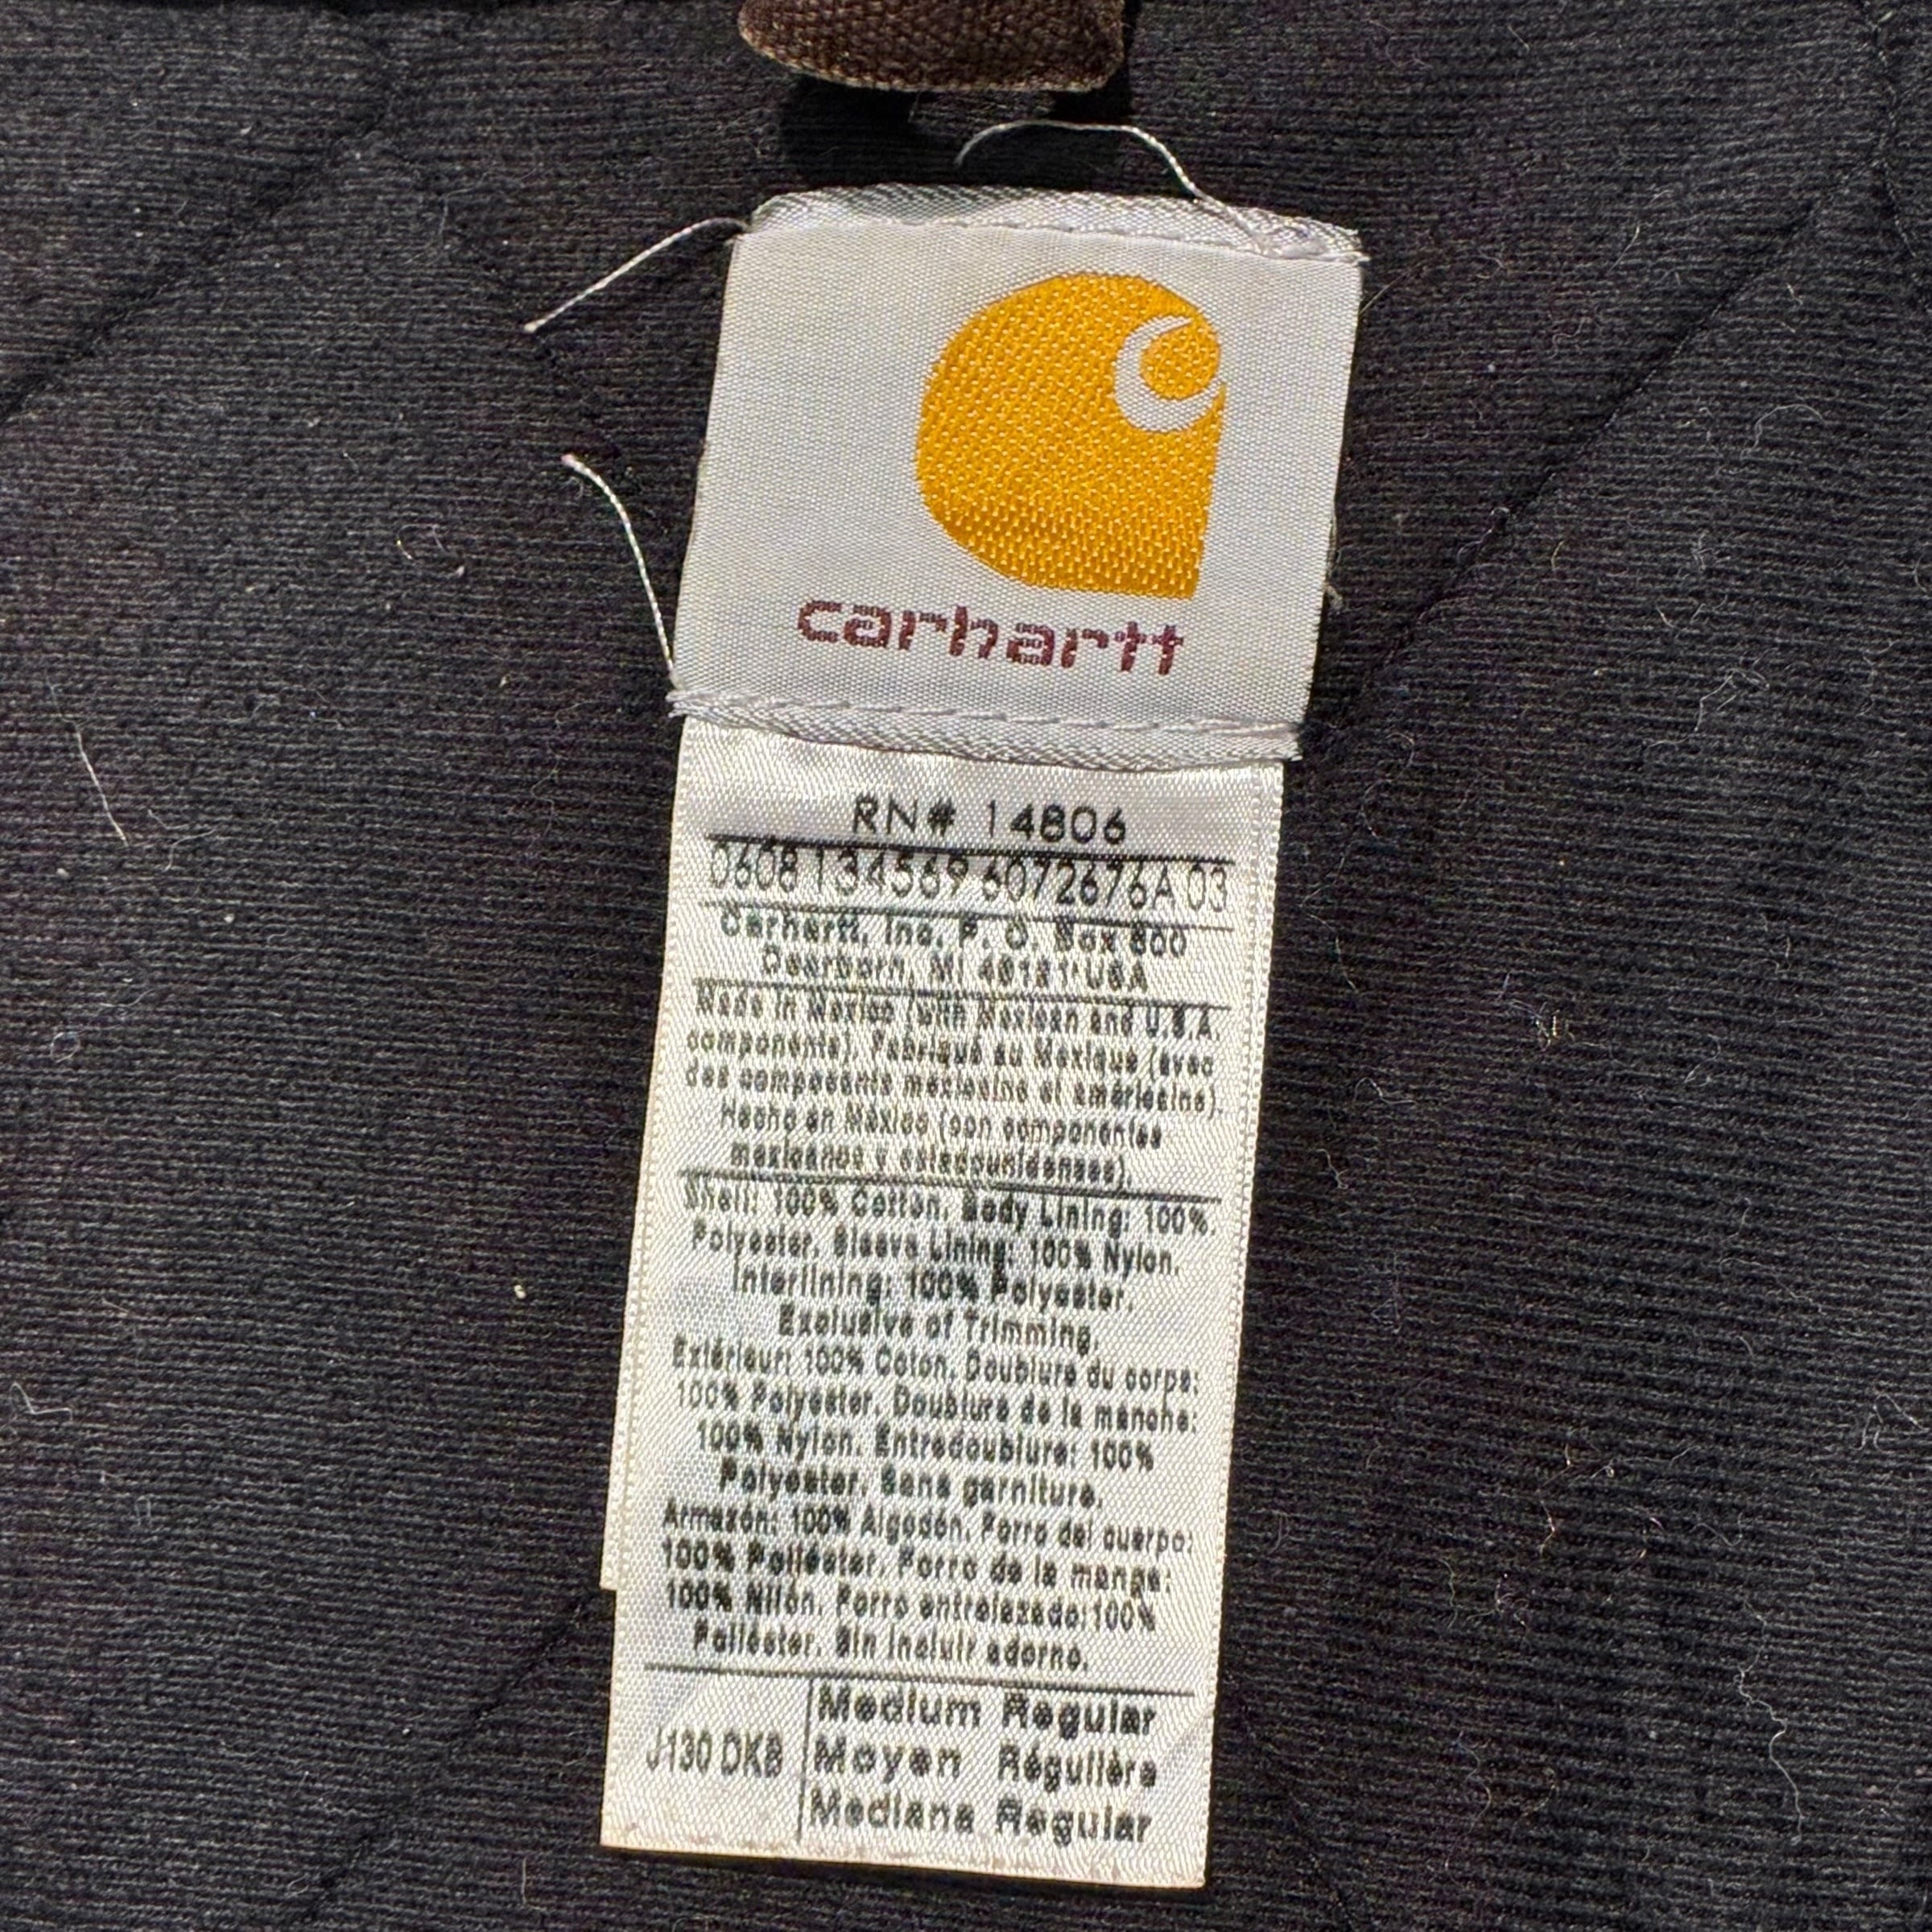 carhartt
RN# 14806
0608 134569 6072676A 03
Carhartt, Inc. P. O. Box 600
Dearborn, MI 48121 USA
Made in Mexico (with Mexican and U.S.A.
components). Fabriqué au Mexique (avec
des composants mexicains et américains).
Hecho en México (con componentes
mexicanos y estadounidenses)
Shell: 100% Cotton. Body Lining: 100%
Polyester. Sleeve Lining: 100% Nylon.
Interlining: 100% Polyester.
Exclusive of Trimming.
Extérieur: 100% Coton. Doublure du corps:
100% Polyester. Doublure de la manche:
100% Nylon. Entredoublure: 100%
Polyester. Sans garniture.
Armazón: 100% Algodón. Forro del cuerpo:
100% Poliéster. Forro de la manga:
100% Nilón. Forro entrelazado: 100%
Poliéster. Sin incluir adorno.
J-130 DKB
Medium Regular
Moyen Régulière
Mediana Regular